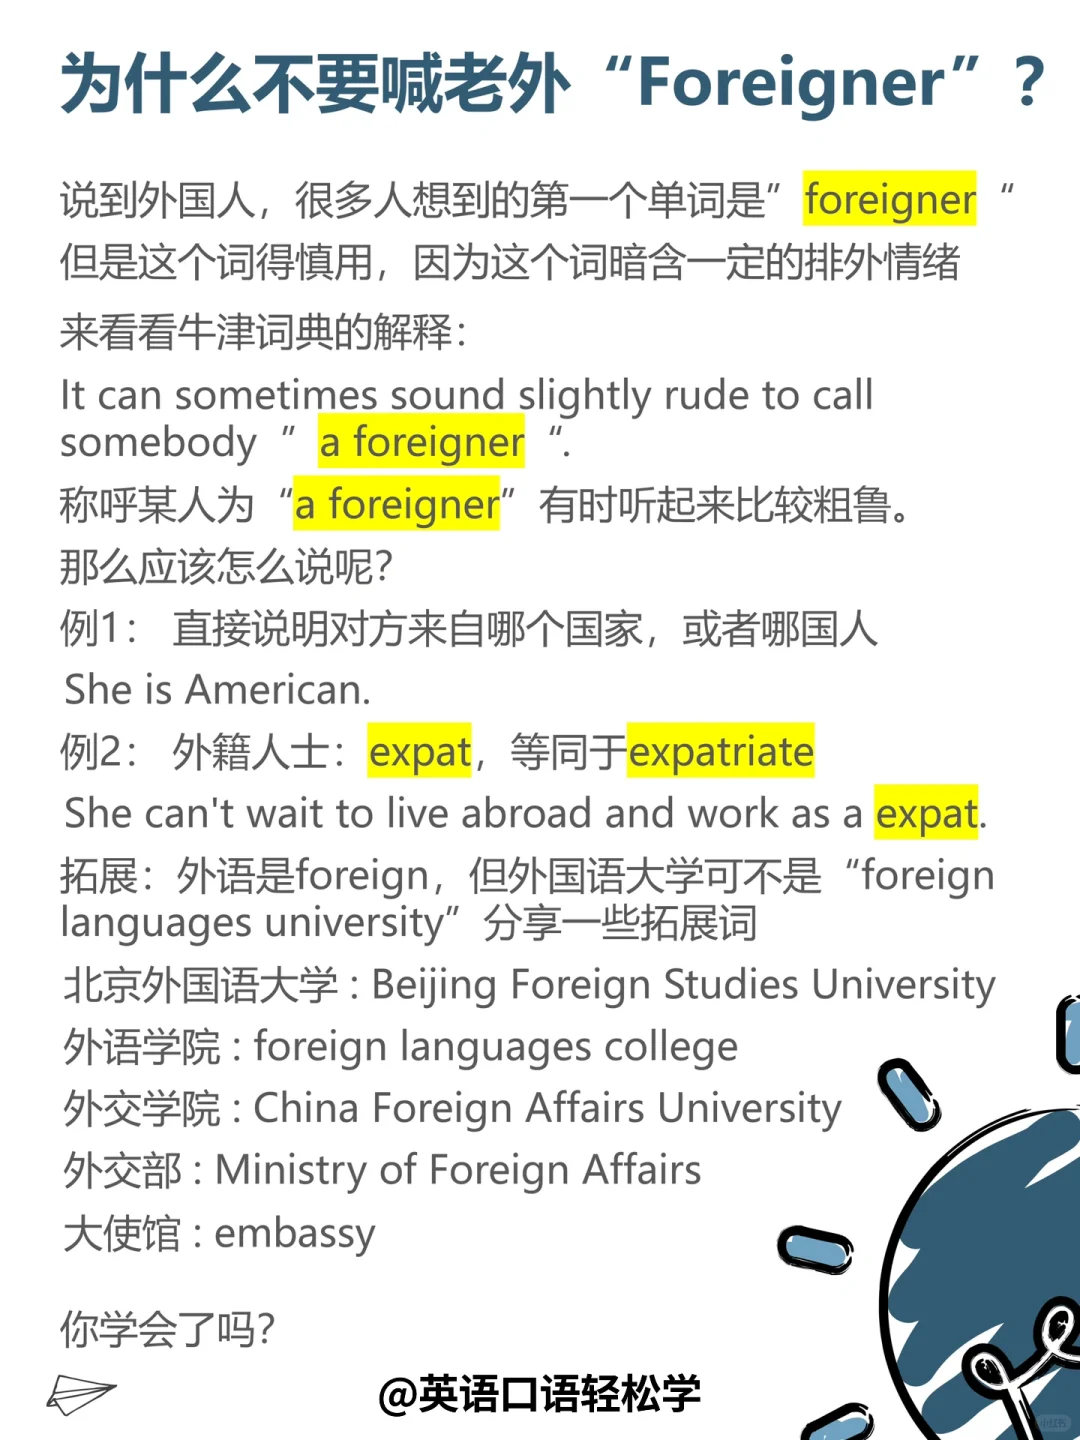 为什么不要喊老外“Foreigner”？
说到外国人，很多人想到的第一个单词是”foreigner“
但是这个词得慎用，因为这个词暗含一定的排外情绪
来看看牛津词典的解释：
It can sometimes sound slightly rude to call
somebody ”a foreigner“.
称呼某人为“a foreigner”有时听起来比较粗鲁。
那么应该怎么说呢？
例1： 直接说明对方来自哪个国家，或者哪国人
She is American.
例2： 外籍人士：expat，等同于expatriate
She can't wait to live abroad and work as a expat.
拓展：外语是foreign，但外国语大学可不是“foreign
languages university”分享一些拓展词
北京外国语大学 : Beijing Foreign Studies University
外语学院 : foreign languages college
外交学院 : China Foreign Affairs University
外交部 : Ministry of Foreign Affairs
大使馆 : embassy
你学会了吗？
@英语口语轻松学